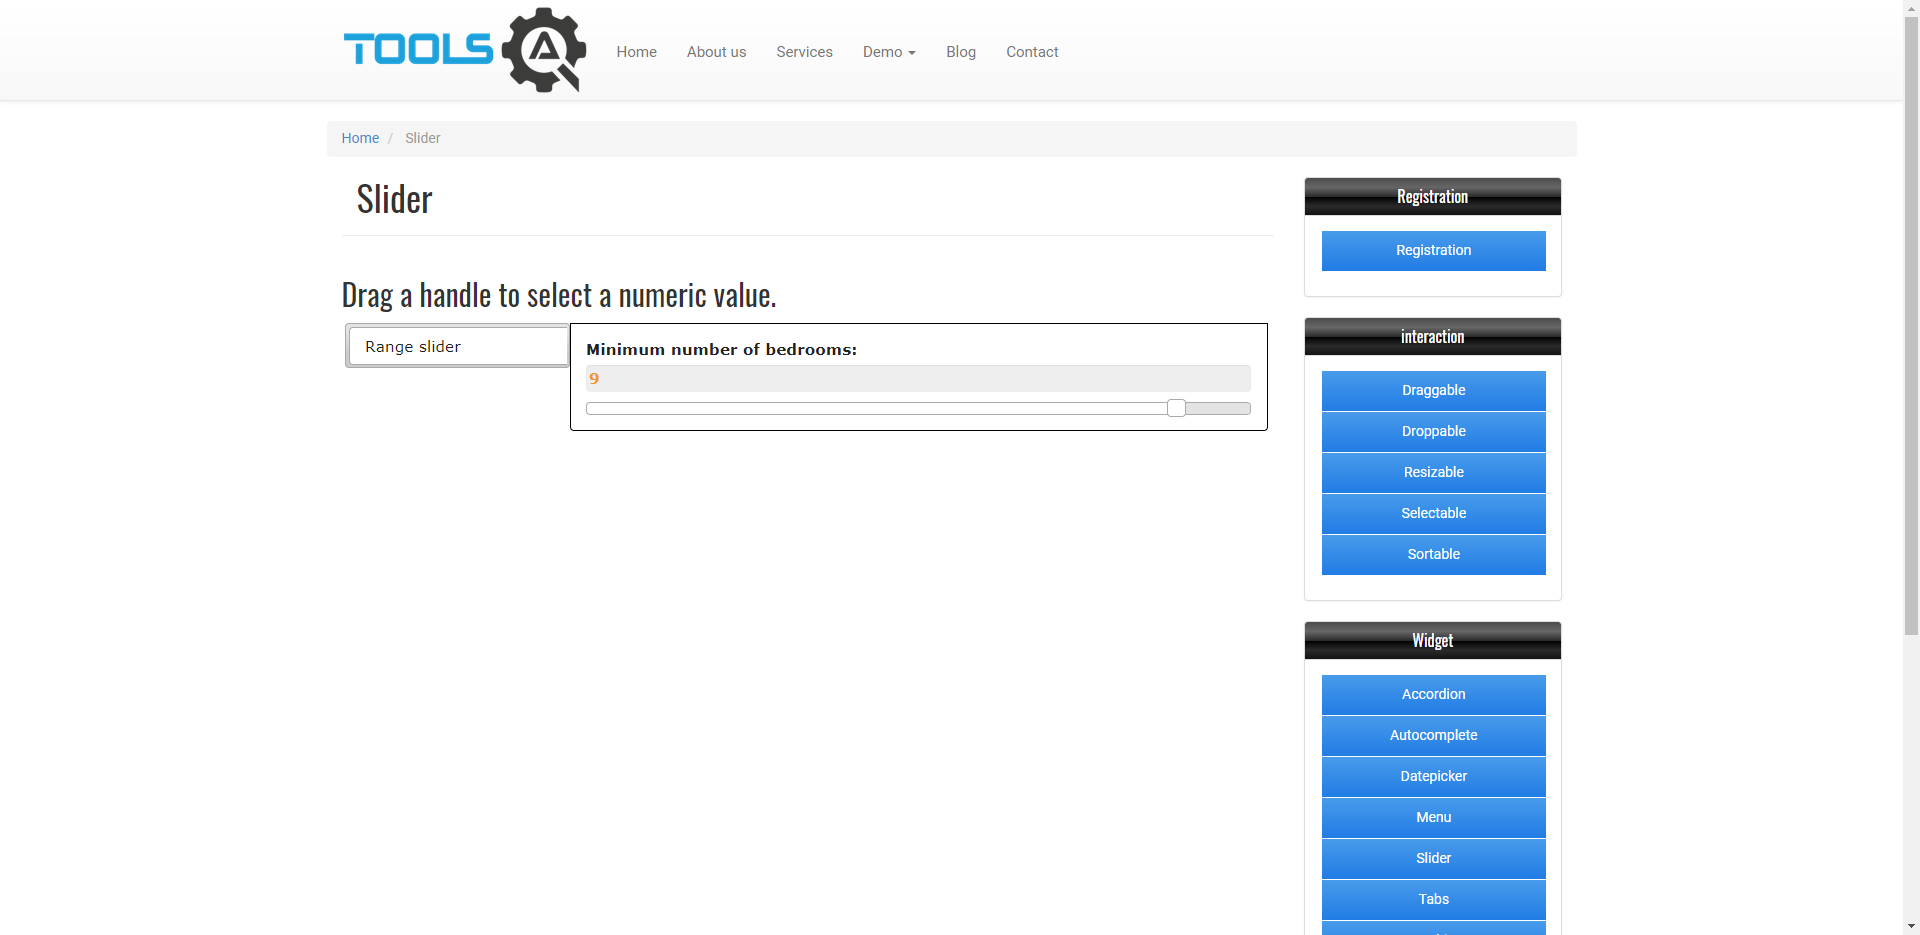 TOOLS QA
Home
About us
Services
Demo
Blog
Contact
Home / Slider
Slider
Drag a handle to select a numeric value.
Range slider
Minimum number of bedrooms:
9
Registration
Registration
interaction
Draggable
Droppable
Resizable
Selectable
Sortable
Widget
Accordion
Autocomplete
Datepicker
Menu
Slider
Tabs